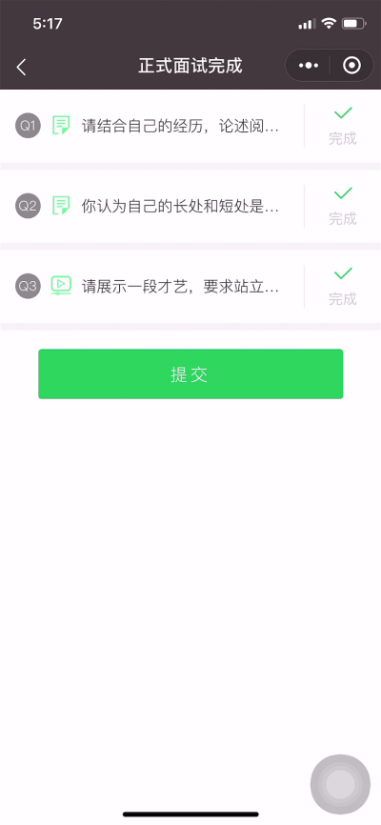 5:17
正式面试完成
Q1 请结合自己的经历，论述阅... 完成
Q2 你认为自己的长处和短处是... 完成
Q3 请展示一段才艺，要求站立... 完成
提交